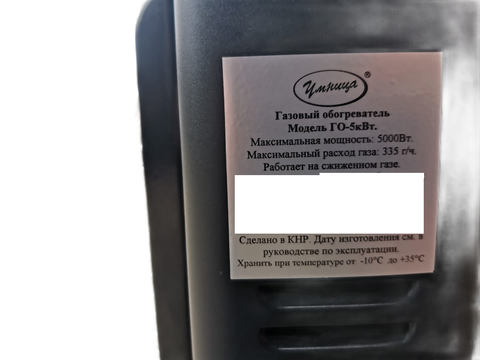 Умница®
Газовый обогреватель
Модель ГО-5кВт.
Максимальная мощность: 5000Вт.
Максимальный расход газа: 335 г/ч.
Работает на сжиженном газе.
Сделано в КНР. Дату изготовления см. в
руководстве по эксплуатации.
Хранить при температуре от -10°С до +35°С